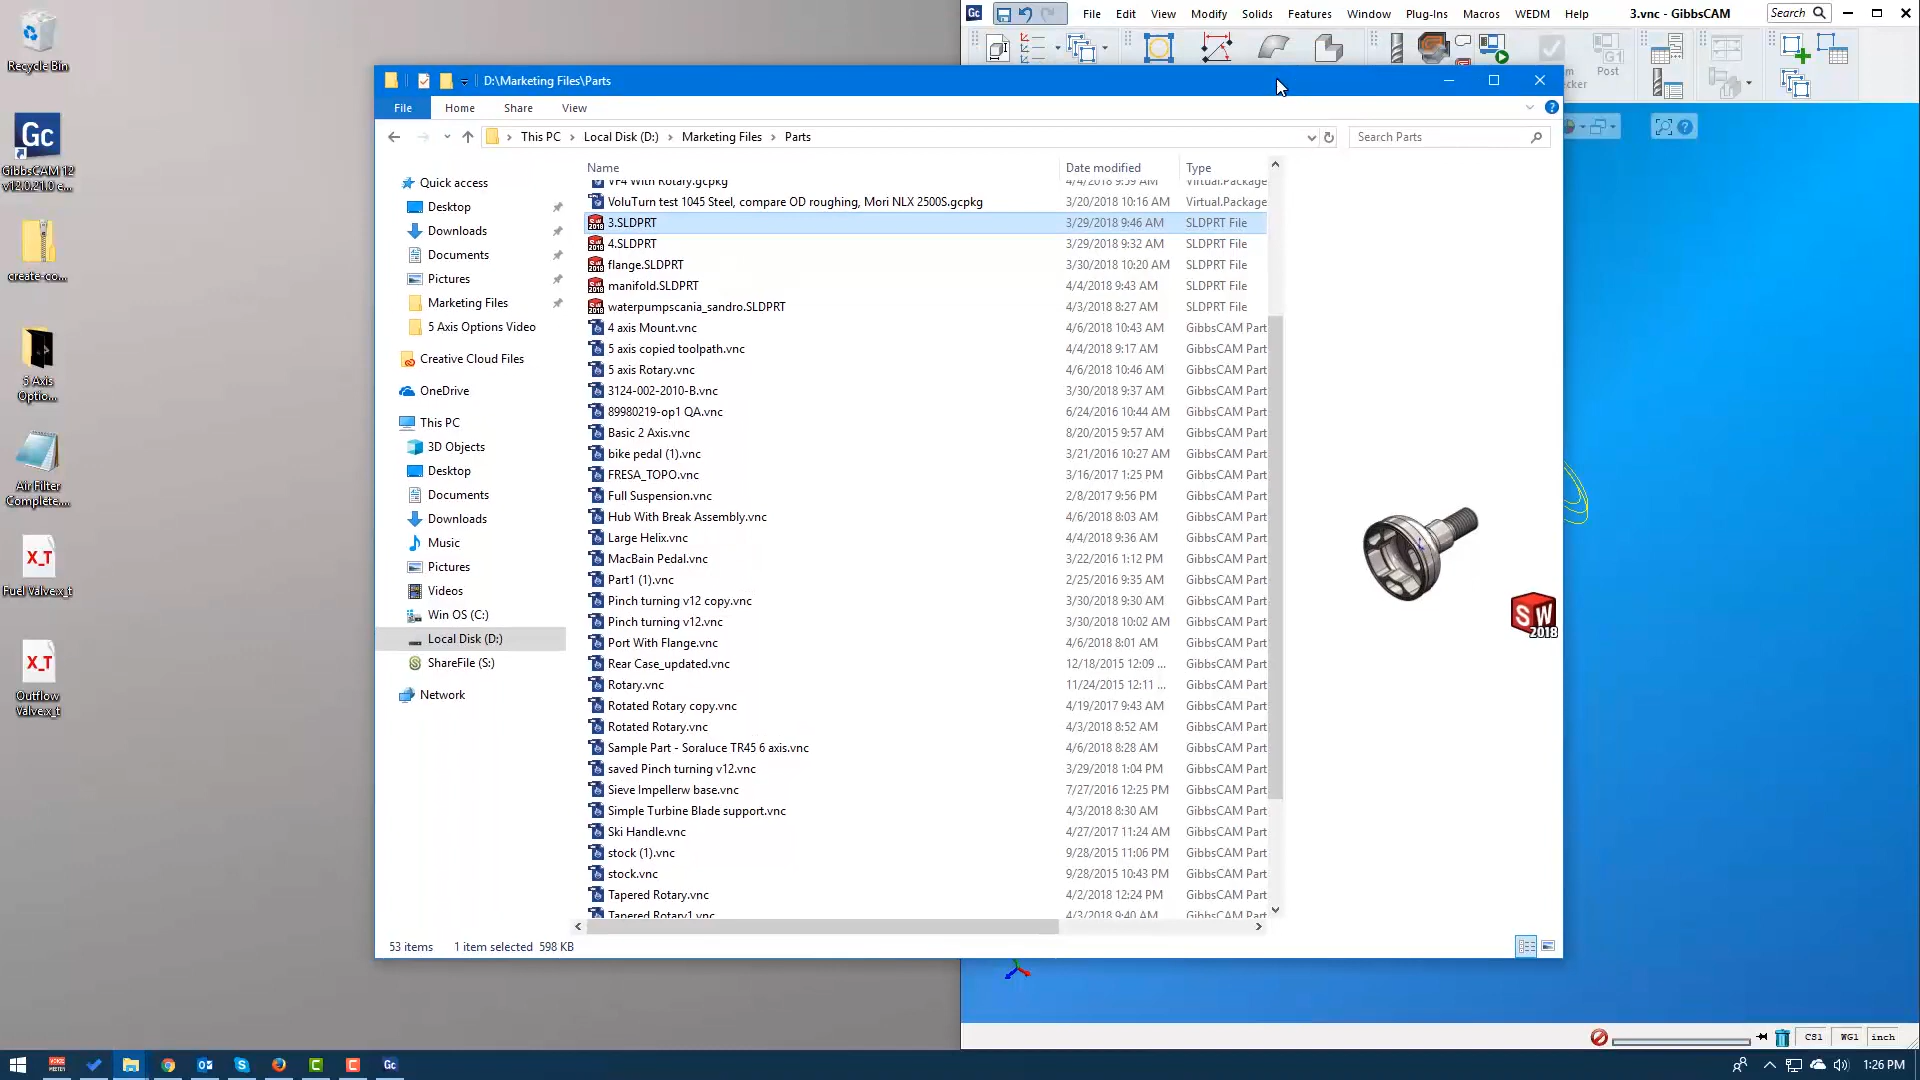 Recycle Bin
GibbsCAM 12
v12.0.21.0 e...
create-co...
5 Axis
Optio...
Air Filter
Complete....
X_T
Fuel Valve.x_t
X_T
Outflow
Valve.x_t
Gc
File Edit View Modify Solids Features Window Plug-Ins Macros WEDM Help 3.vnc - GibbsCAM Search
Post
D:\Marketing Files\Parts
File Home Share View
This PC Local Disk (D:) Marketing Files Parts Search Parts
Quick access
Desktop
Downloads
Documents
Pictures
Marketing Files
5 Axis Options Video
Creative Cloud Files
OneDrive
This PC
3D Objects
Desktop
Documents
Downloads
Music
Pictures
Videos
Win OS (C:)
Local Disk (D:)
ShareFile (S:)
Network
Name Date modified Type
VF4 With Rotary.gcpkg 4/4/2018 9:59 AM Virtual.Package
VoluTurn test 1045 Steel, compare OD roughing, Mori NLX 2500S.gcpkg 3/20/2018 10:16 AM Virtual.Package
3.SLDPRT 3/29/2018 9:46 AM SLDPRT File
4.SLDPRT 3/29/2018 9:32 AM SLDPRT File
flange.SLDPRT 3/30/2018 10:20 AM SLDPRT File
manifold.SLDPRT 4/4/2018 9:43 AM SLDPRT File
waterpumpscania_sandro.SLDPRT 4/3/2018 8:27 AM SLDPRT File
4 axis Mount.vnc 4/6/2018 10:43 AM GibbsCAM Part
5 axis copied toolpath.vnc 4/4/2018 9:17 AM GibbsCAM Part
5 axis Rotary.vnc 4/6/2018 10:46 AM GibbsCAM Part
3124-002-2010-B.vnc 3/30/2018 9:37 AM GibbsCAM Part
89980219-op1 QA.vnc 6/24/2016 10:44 AM GibbsCAM Part
Basic 2 Axis.vnc 8/20/2015 9:57 AM GibbsCAM Part
bike pedal (1).vnc 3/21/2016 10:27 AM GibbsCAM Part
FRESA_TOPO.vnc 3/16/2017 1:25 PM GibbsCAM Part
Full Suspension.vnc 2/8/2017 9:56 PM GibbsCAM Part
Hub With Break Assembly.vnc 4/6/2018 8:03 AM GibbsCAM Part
Large Helix.vnc 4/4/2018 9:36 AM GibbsCAM Part
MacBain Pedal.vnc 3/22/2016 1:12 PM GibbsCAM Part
Part1 (1).vnc 2/25/2016 9:35 AM GibbsCAM Part
Pinch turning v12 copy.vnc 3/30/2018 9:30 AM GibbsCAM Part
Pinch turning v12.vnc 3/30/2018 10:02 AM GibbsCAM Part
Port With Flange.vnc 4/6/2018 8:01 AM GibbsCAM Part
Rear Case_updated.vnc 12/18/2015 12:09 ... GibbsCAM Part
Rotary.vnc 11/24/2015 12:11 ... GibbsCAM Part
Rotated Rotary copy.vnc 4/19/2017 9:43 AM GibbsCAM Part
Rotated Rotary.vnc 4/3/2018 8:52 AM GibbsCAM Part
Sample Part - Soraluce TR45 6 axis.vnc 4/6/2018 8:28 AM GibbsCAM Part
saved Pinch turning v12.vnc 3/29/2018 1:04 PM GibbsCAM Part
Sieve Impellerw base.vnc 7/27/2016 12:25 PM GibbsCAM Part
Simple Turbine Blade support.vnc 4/3/2018 8:30 AM GibbsCAM Part
Ski Handle.vnc 4/27/2017 11:24 AM GibbsCAM Part
stock (1).vnc 9/28/2015 11:06 PM GibbsCAM Part
stock.vnc 9/28/2015 10:43 PM GibbsCAM Part
Tapered Rotary.vnc 4/2/2018 12:24 PM GibbsCAM Part
Tapered Rotary1.vnc 4/3/2018 9:40 AM GibbsCAM Part
SW
2018
53 items 1 item selected 598 KB
CS1 WG1 inch
1:26 PM